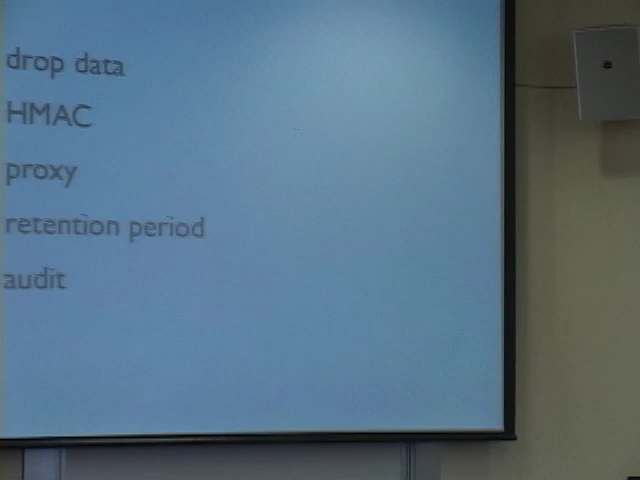 drop data
HMAC
proxy
retention period
audit